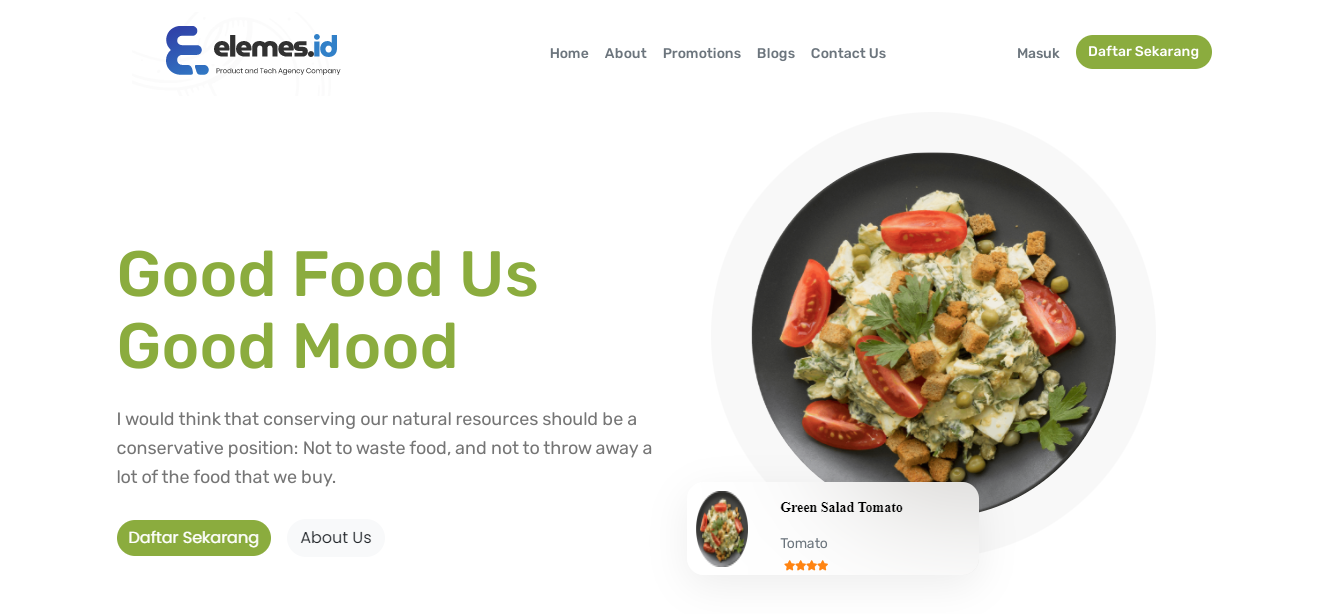 elemes.id
Product and Tech Agency Company
Home About Promotions Blogs Contact Us
Masuk Daftar Sekarang
Good Food Us
Good Mood
I would think that conserving our natural resources should be a
conservative position: Not to waste food, and not to throw away a
lot of the food that we buy.
Daftar Sekarang About Us
Green Salad Tomato
Tomato